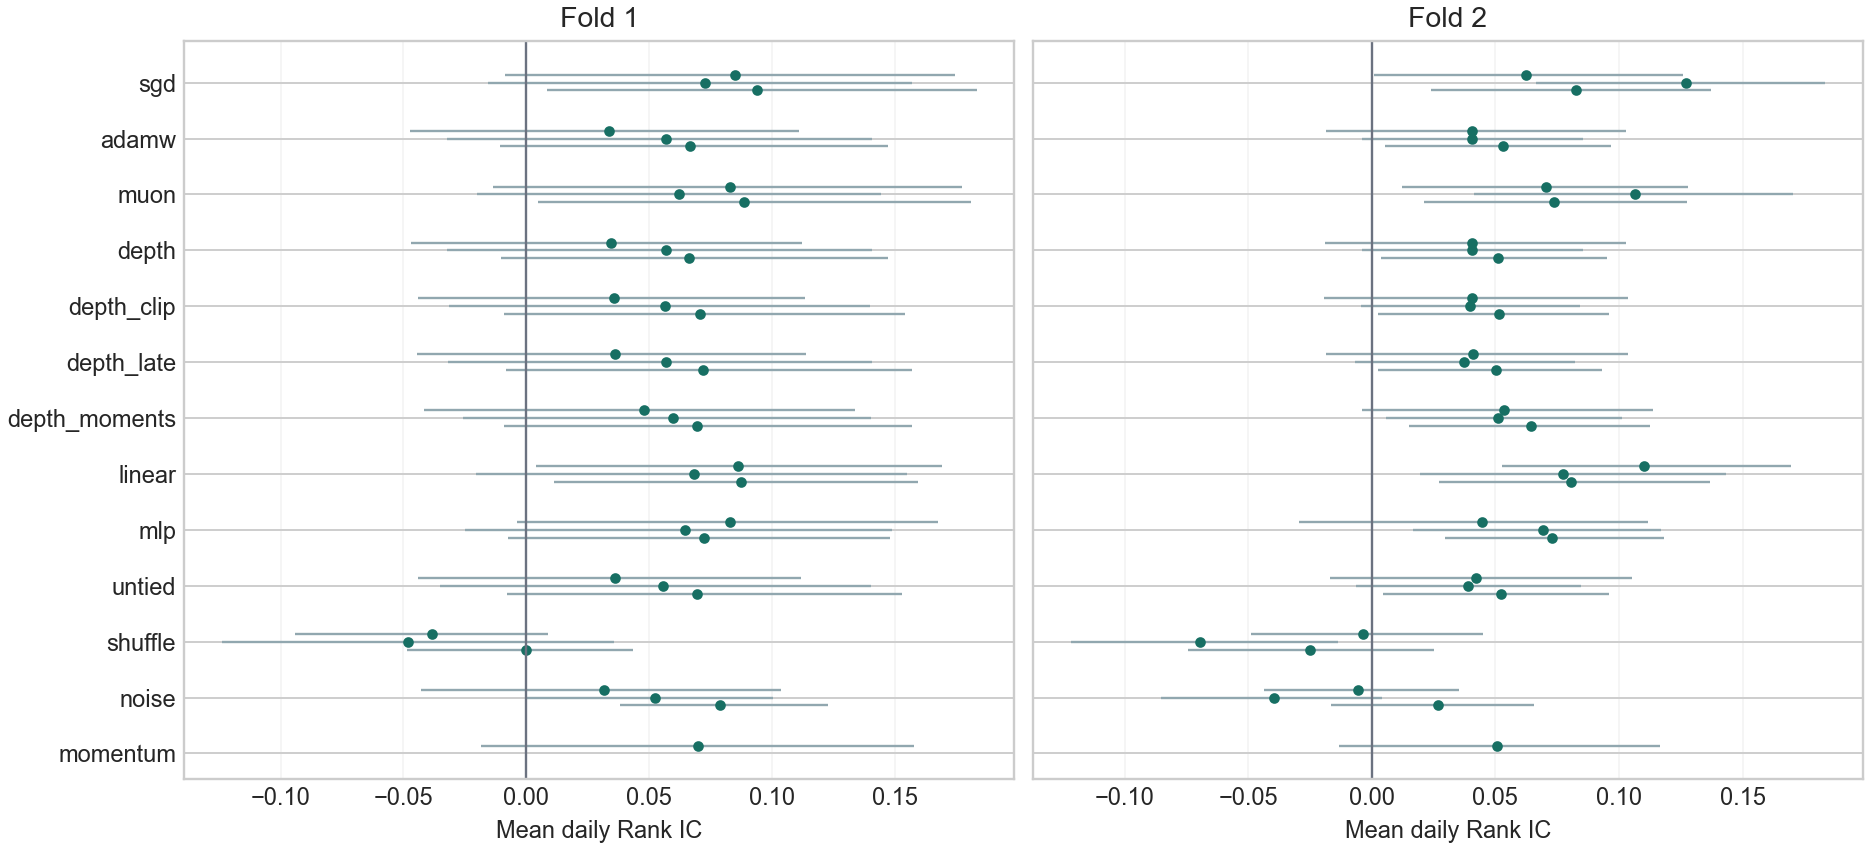 Fold 1
Fold 2
sgd
adamw
muon
depth
depth_clip
depth_late
depth_moments
linear
mlp
untied
shuffle
noise
momentum
−0.10 −0.05 0.00 0.05 0.10 0.15
−0.10 −0.05 0.00 0.05 0.10 0.15
Mean daily Rank IC
Mean daily Rank IC